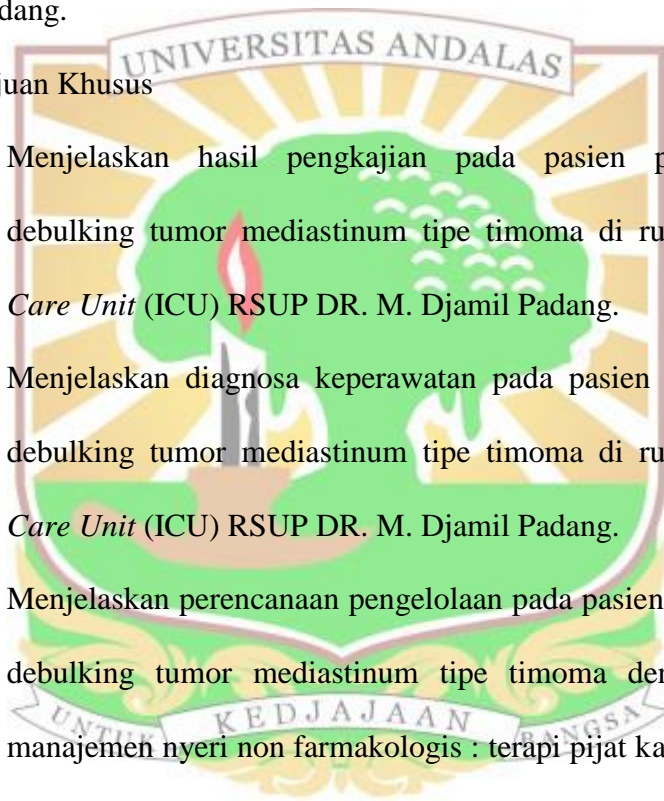 dang.
UNIVERSITAS ANDALAS
juan Khusus
Menjelaskan hasil pengkajian pada pasien p
debulking tumor mediastinum tipe timoma di ru
Care Unit (ICU) RSUP DR. M. Djamil Padang.
Menjelaskan diagnosa keperawatan pada pasien
debulking tumor mediastinum tipe timoma di ru
Care Unit (ICU) RSUP DR. M. Djamil Padang.
Menjelaskan perencanaan pengelolaan pada pasien
debulking tumor mediastinum tipe timoma der
UNTUK KEDJAJAAN BANGSA
manajemen nyeri non farmakologis : terapi pijat ka